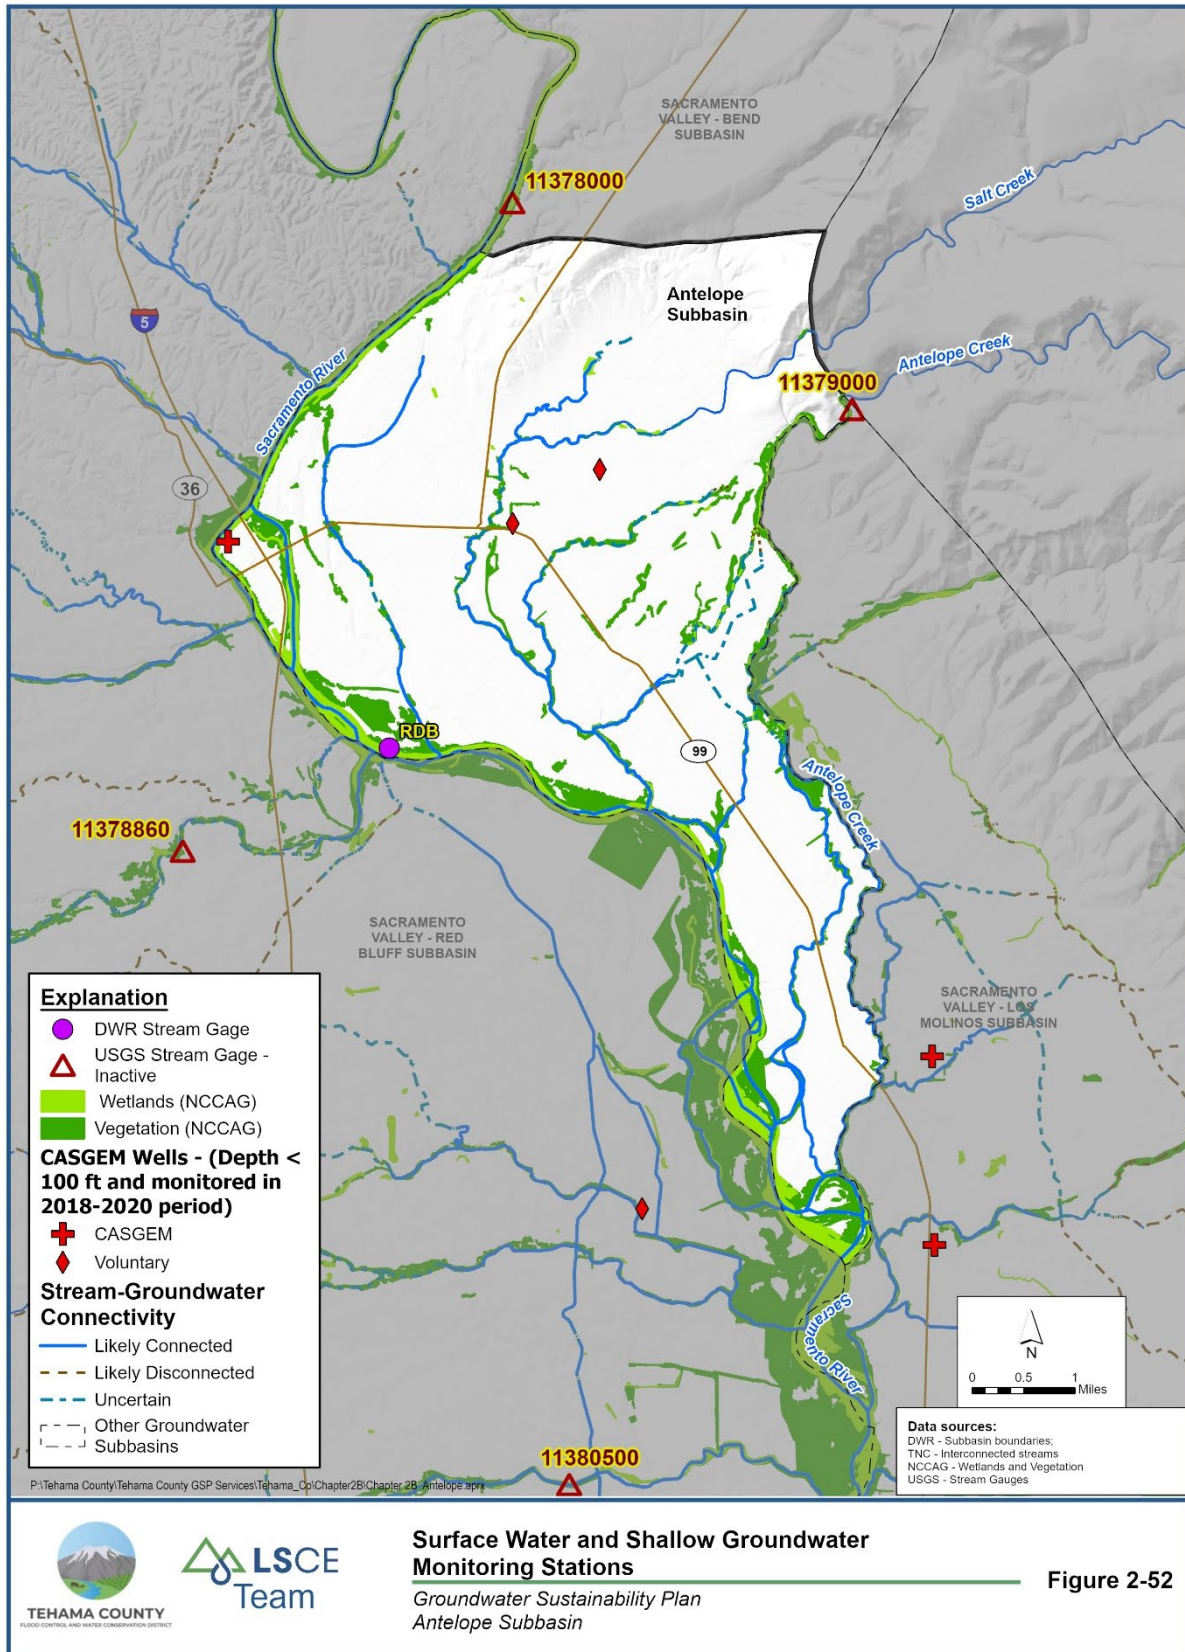 SACRAMENTO
VALLEY - BEND
SUBBASIN
11378000
Salt Creek
Antelope
Subbasin
5
Sacramento River
Antelope Creek
11379000
36
RDB
99
Antelope Creek
11378860
SACRAMENTO
VALLEY - RED
BLUFF SUBBASIN
SACRAMENTO
VALLEY - LOS
MOLINOS SUBBASIN
Explanation
DWR Stream Gage
USGS Stream Gage -
Inactive
Wetlands (NCCAG)
Vegetation (NCCAG)
CASGEM Wells - (Depth <
100 ft and monitored in
2018-2020 period)
CASGEM
Voluntary
Stream-Groundwater
Connectivity
Likely Connected
Likely Disconnected
Uncertain
Other Groundwater
Subbasins
Sacramento River
N
0 0.5 1
Miles
11380500
Data sources:
DWR - Subbasin boundaries;
TNC - Interconnected streams
NCCAG - Wetlands and Vegetation
USGS - Stream Gauges
P:\Tehama County\Tehama County GSP Services\Tehama_Co\Chapter2B\Chapter 2B_Antelope.aprx
TEHAMA COUNTY
FLOOD CONTROL AND WATER CONSERVATION DISTRICT
LSCE
Team
Surface Water and Shallow Groundwater
Monitoring Stations
Groundwater Sustainability Plan
Antelope Subbasin
Figure 2-52